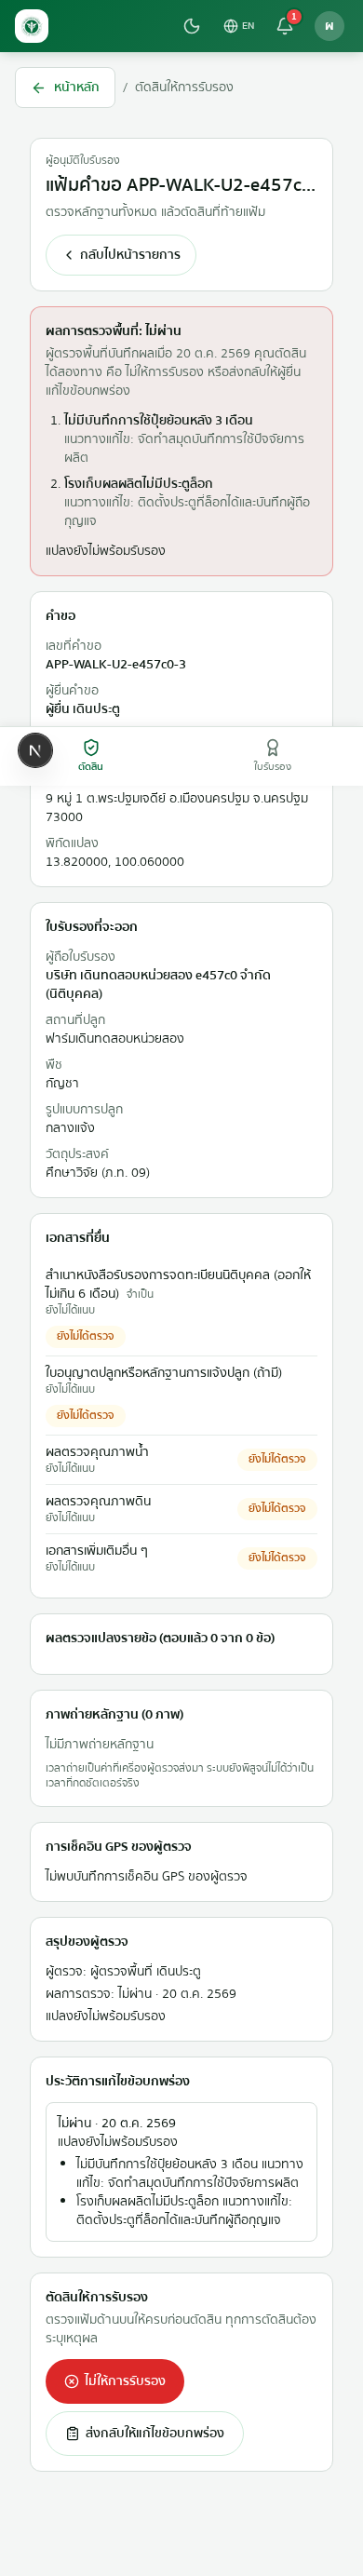 EN
1
พ
หน้าหลัก / ตัดสินให้การรับรอง
ผู้อนุมัติใบรับรอง
แฟ้มคำขอ APP-WALK-U2-e457c...
ตรวจหลักฐานทั้งหมด แล้วตัดสินที่ท้ายแฟ้ม
กลับไปหน้ารายการ
ผลการตรวจพื้นที่: ไม่ผ่าน
ผู้ตรวจพื้นที่บันทึกผลเมื่อ 20 ต.ค. 2569 คุณตัดสิน
ได้สองทาง คือ ไม่ให้การรับรอง หรือส่งกลับให้ผู้ยื่น
แก้ไขข้อบกพร่อง
1. ไม่มีบันทึกการใช้ปุ๋ยย้อนหลัง 3 เดือน
แนวทางแก้ไข: จัดทำสมุดบันทึกการใช้ปัจจัยการ
ผลิต
2. โรงเก็บผลผลิตไม่มีประตูล็อก
แนวทางแก้ไข: ติดตั้งประตูที่ล็อกได้และบันทึกผู้ถือ
กุญแจ
แปลงยังไม่พร้อมรับรอง
คำขอ
เลขที่คำขอ
APP-WALK-U2-e457c0-3
ผู้ยื่นคำขอ
ผู้ยื่น เดินประตู
N
ตัดสิน
ใบรับรอง
9 หมู่ 1 ต.พระปฐมเจดีย์ อ.เมืองนครปฐม จ.นครปฐม
73000
พิกัดแปลง
13.820000, 100.060000
ใบรับรองที่จะออก
ผู้ถือใบรับรอง
บริษัท เดินทดสอบหน่วยสอง e457c0 จำกัด
(นิติบุคคล)
สถานที่ปลูก
ฟาร์มเดินทดสอบหน่วยสอง
พืช
กัญชา
รูปแบบการปลูก
กลางแจ้ง
วัตถุประสงค์
ศึกษาวิจัย (ภ.ท. 09)
เอกสารที่ยื่น
สำเนาหนังสือรับรองการจดทะเบียนนิติบุคคล (ออกให้
ไม่เกิน 6 เดือน) จำเป็น
ยังไม่ได้แนบ
ยังไม่ได้ตรวจ
ใบอนุญาตปลูกหรือหลักฐานการแจ้งปลูก (ถ้ามี)
ยังไม่ได้แนบ
ยังไม่ได้ตรวจ
ผลตรวจคุณภาพน้ำ
ยังไม่ได้แนบ
ยังไม่ได้ตรวจ
ผลตรวจคุณภาพดิน
ยังไม่ได้แนบ
ยังไม่ได้ตรวจ
เอกสารเพิ่มเติมอื่น ๆ
ยังไม่ได้แนบ
ยังไม่ได้ตรวจ
ผลตรวจแปลงรายข้อ (ตอบแล้ว 0 จาก 0 ข้อ)
ภาพถ่ายหลักฐาน (0 ภาพ)
ไม่มีภาพถ่ายหลักฐาน
เวลาถ่ายเป็นค่าที่เครื่องผู้ตรวจส่งมา ระบบยังพิสูจน์ไม่ได้ว่าเป็น
เวลาที่กดชัตเตอร์จริง
การเช็คอิน GPS ของผู้ตรวจ
ไม่พบบันทึกการเช็คอิน GPS ของผู้ตรวจ
สรุปของผู้ตรวจ
ผู้ตรวจ: ผู้ตรวจพื้นที่ เดินประตู
ผลการตรวจ: ไม่ผ่าน · 20 ต.ค. 2569
แปลงยังไม่พร้อมรับรอง
ประวัติการแก้ไขข้อบกพร่อง
ไม่ผ่าน · 20 ต.ค. 2569
แปลงยังไม่พร้อมรับรอง
• ไม่มีบันทึกการใช้ปุ๋ยย้อนหลัง 3 เดือน แนวทาง
แก้ไข: จัดทำสมุดบันทึกการใช้ปัจจัยการผลิต
• โรงเก็บผลผลิตไม่มีประตูล็อก แนวทางแก้ไข:
ติดตั้งประตูที่ล็อกได้และบันทึกผู้ถือกุญแจ
ตัดสินให้การรับรอง
ตรวจแฟ้มด้านบนให้ครบก่อนตัดสิน ทุกการตัดสินต้อง
ระบุเหตุผล
ไม่ให้การรับรอง
ส่งกลับให้แก้ไขข้อบกพร่อง